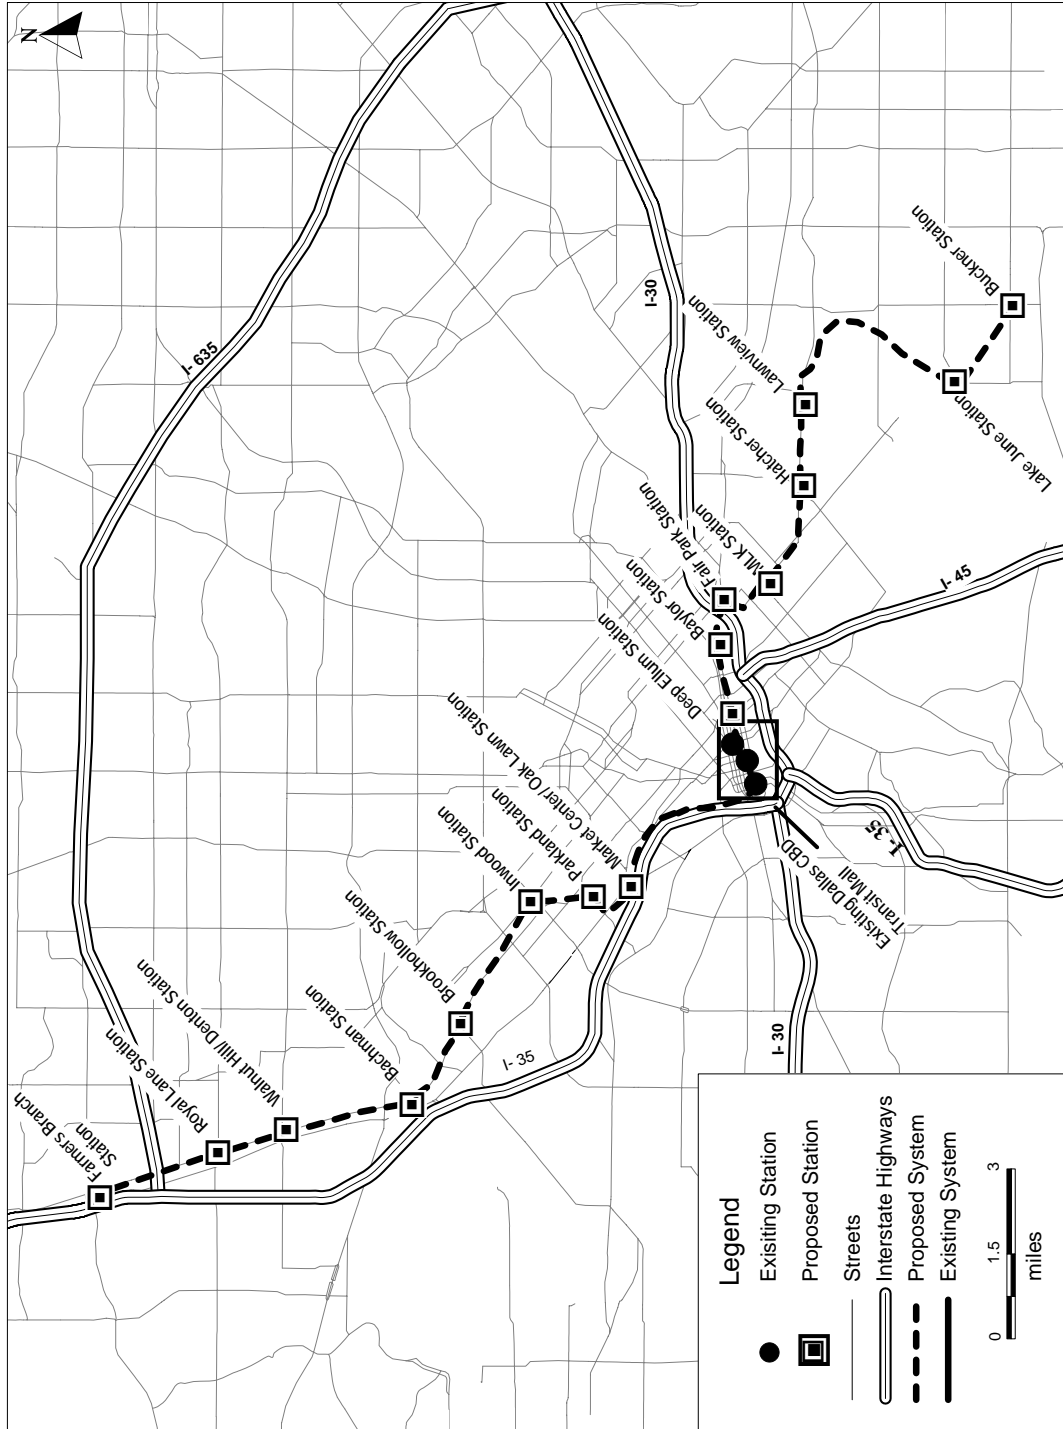 N
I- 635
I-30
Buckner Station
Lawnview Station
Lake June Station
Hatcher Station
MLK Station
Fair Park Station
Baylor Station
Deep Ellum Station
I- 45
Market Center/ Oak Lawn Station
Parkland Station
Inwood Station
Brookhollow Station
Bachman Station
Walnut Hill/ Denton Station
Royal Lane Station
Farmers Branch
Station
I- 35
I- 35
Existing Dallas CBD
Transit Mall
I- 30
Legend
Exisiting Station
Proposed Station
Streets
Interstate Highways
Proposed System
Existing System
0 1.5 3
miles